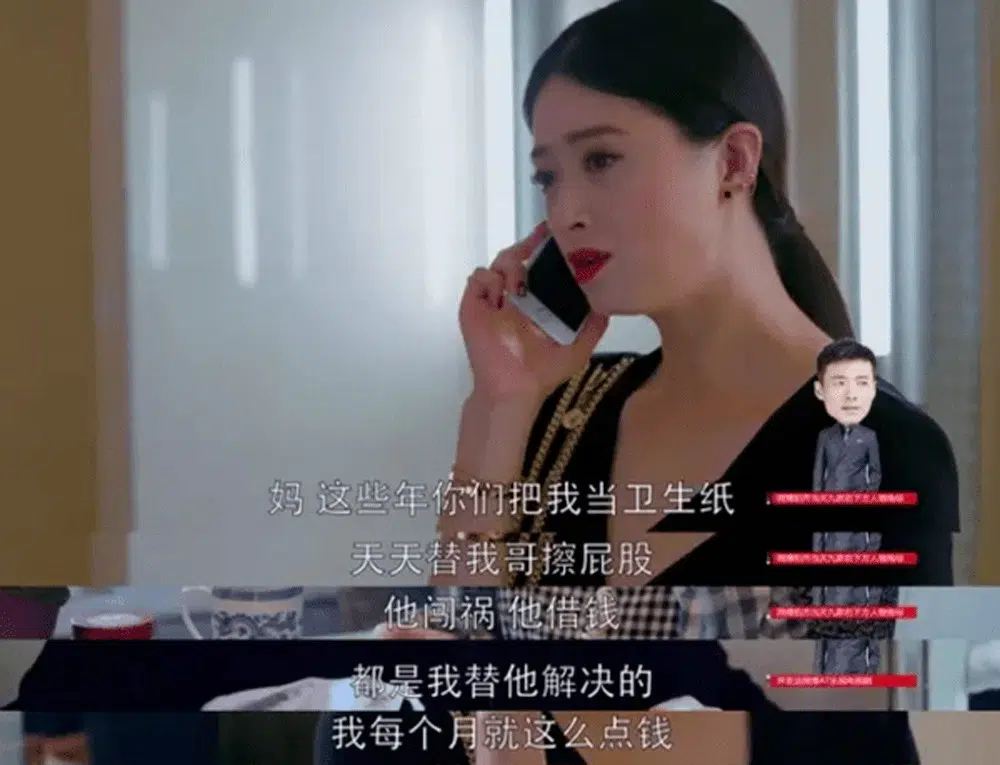 妈 这些年你们把我当卫生纸
天天替我哥擦屁股
他闯祸 他借钱
都是我替他解决的
我每个月就这么点钱